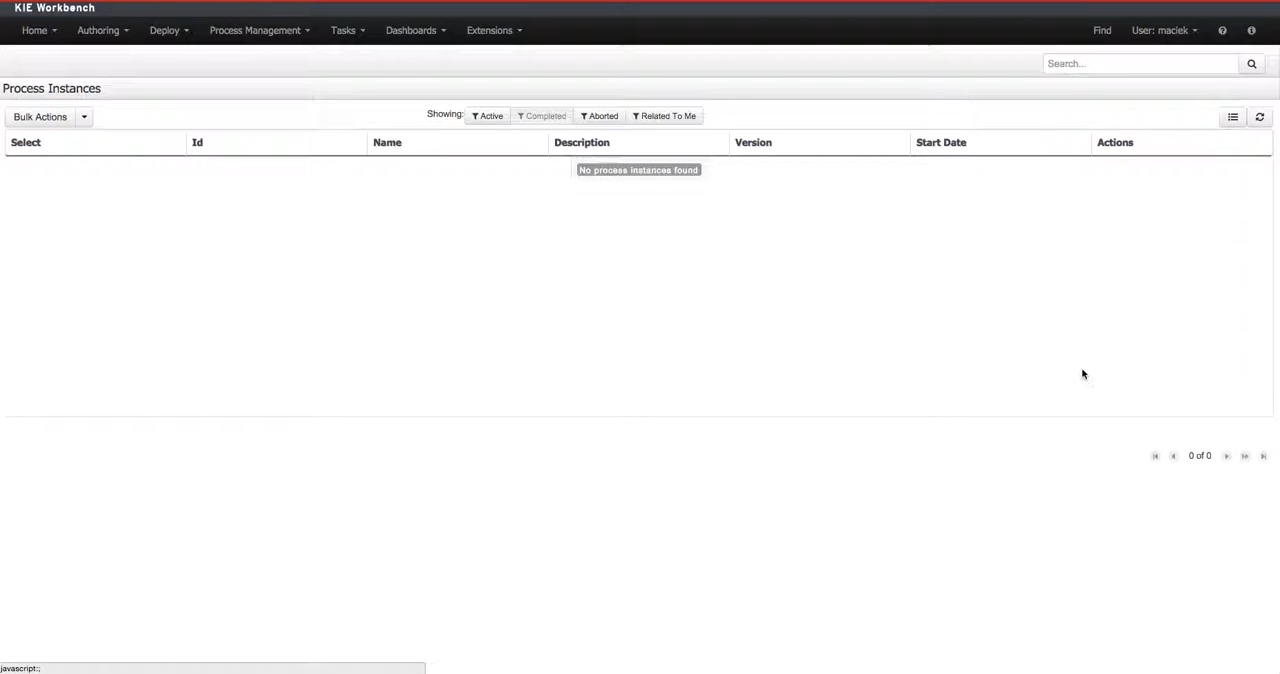 KIE Workbench
Home Authoring Deploy Process Management Tasks Dashboards Extensions Find User: maciek
Search...
Process Instances
Bulk Actions Showing: Active Completed Aborted Related To Me
Select Id Name Description Version Start Date Actions
No process instances found
0 of 0
javascript:;